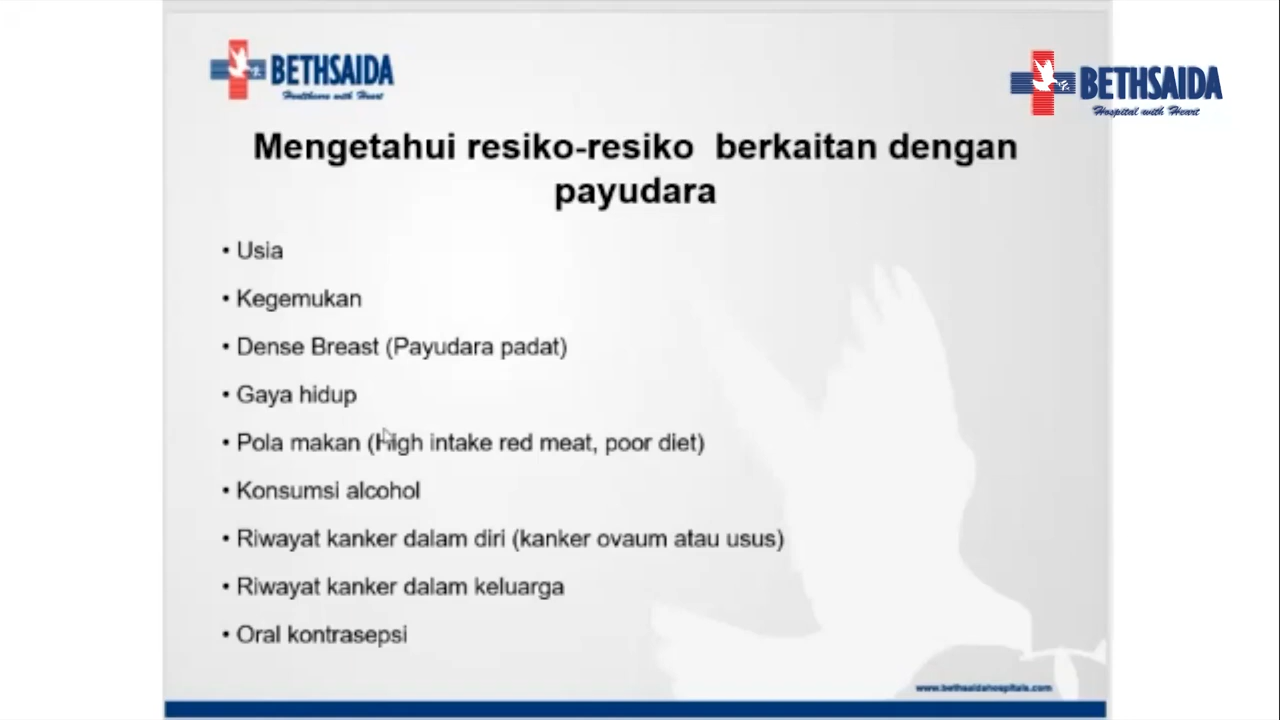 BETHSAIDA
Healthcare with Heart
BETHSAIDA
Hospital with Heart
Mengetahui resiko-resiko berkaitan dengan
payudara
• Usia
• Kegemukan
• Dense Breast (Payudara padat)
• Gaya hidup
• Pola makan (High intake red meat, poor diet)
• Konsumsi alcohol
• Riwayat kanker dalam diri (kanker ovaum atau usus)
• Riwayat kanker dalam keluarga
• Oral kontrasepsi
www.bethsaidahospitals.com